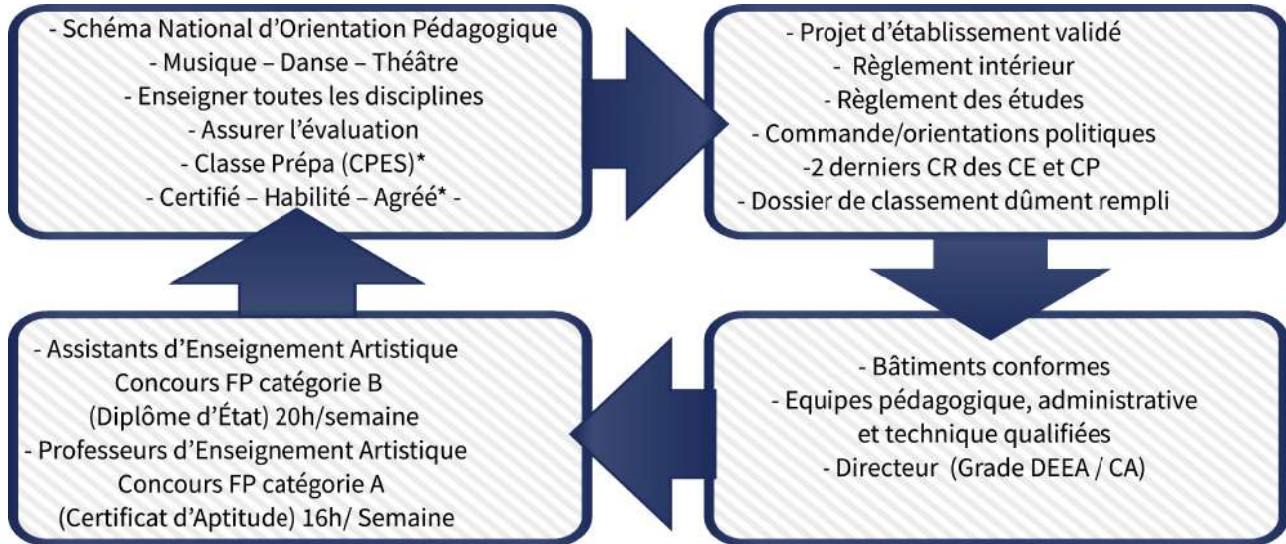 - Schéma National d’Orientation Pédagogique
- Musique – Danse – Théâtre
- Enseigner toutes les disciplines
- Assurer l’évaluation
- Classe Prépa (CPES)*
- Certifié – Habilité – Agréé* -
- Projet d’établissement validé
- Règlement intérieur
- Règlement des études
- Commande/orientations politiques
-2 derniers CR des CE et CP
- Dossier de classement dûment rempli
- Bâtiments conformes
- Equipes pédagogique, administrative
et technique qualifiées
- Directeur (Grade DEEA / CA)
- Assistants d’Enseignement Artistique
Concours FP catégorie B
(Diplôme d’État) 20h/semaine
- Professeurs d’Enseignement Artistique
Concours FP catégorie A
(Certificat d’Aptitude) 16h/ Semaine